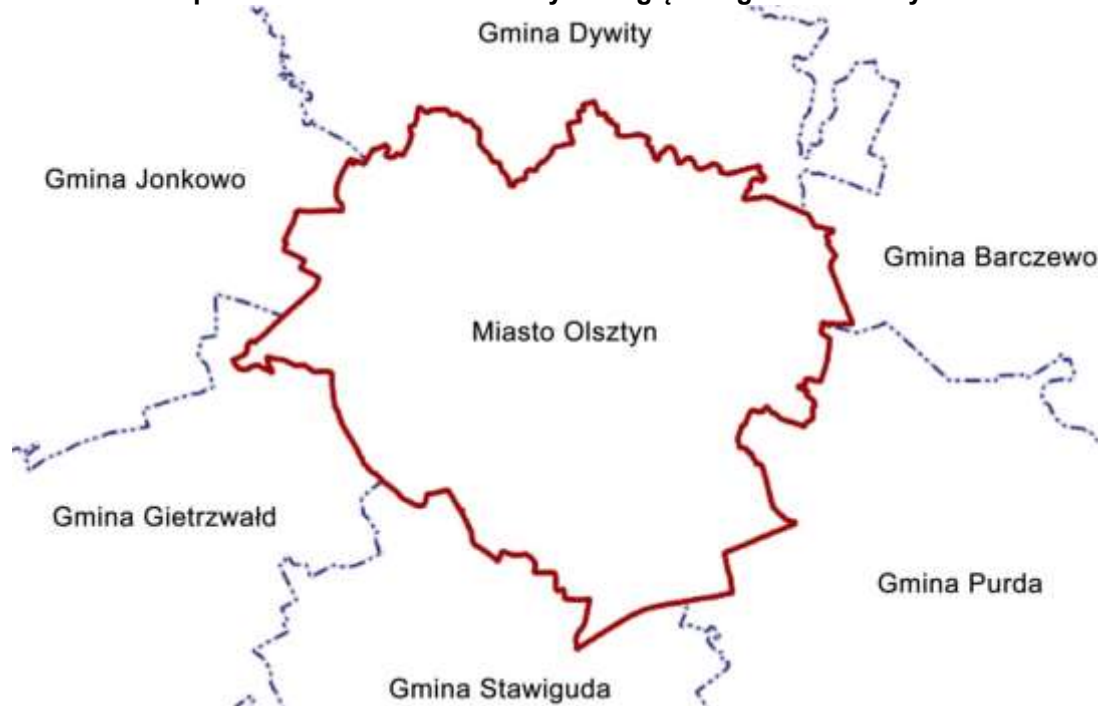 Gmina Dywity
Gmina Jonkowo
Gmina Barczewo
Miasto Olsztyn
Gmina Gietrzwałd
Gmina Purda
Gmina Stawiguda